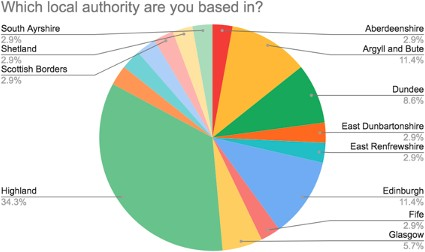 Which local authority are you based in?
South Ayrshire
2.9%
Shetland
2.9%
Scottish Borders
2.9%
Highland
34.3%
Aberdeenshire
2.9%
Argyll and Bute
11.4%
Dundee
8.6%
East Dunbartonshire
2.9%
East Renfrewshire
2.9%
Edinburgh
11.4%
Fife
2.9%
Glasgow
5.7%